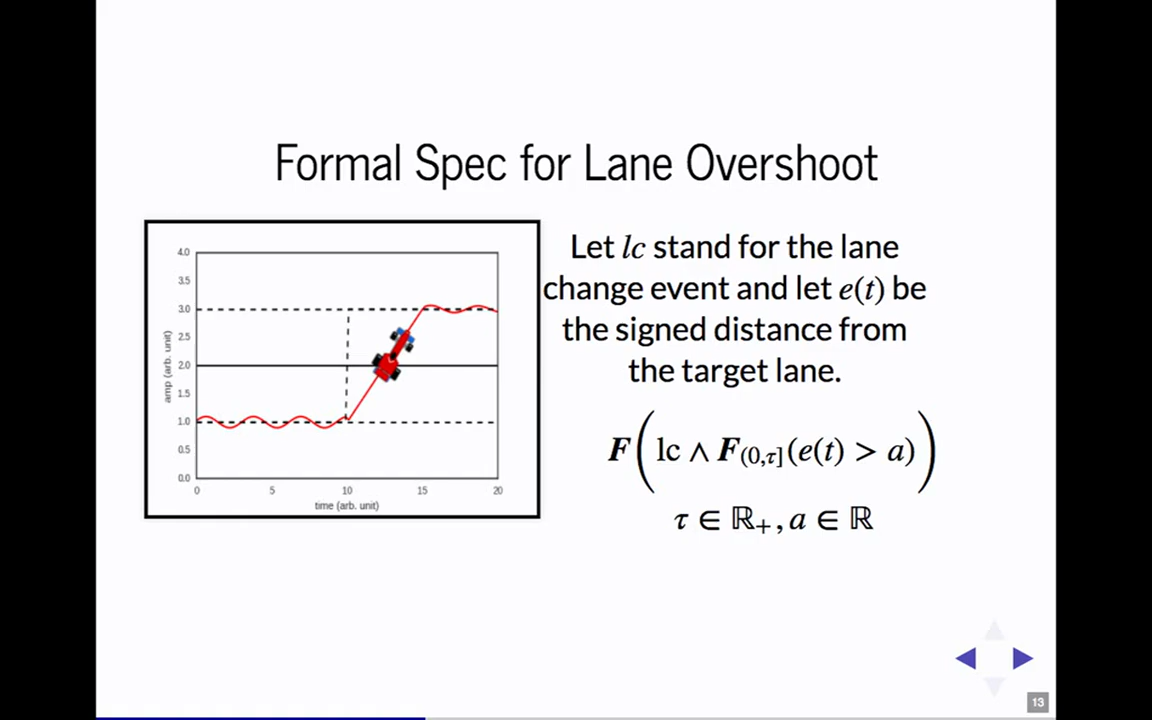 Formal Spec for Lane Overshoot
4.0
3.5
3.0
2.5
2.0
1.5
1.0
0.5
0.0
amp (arb. unit)
0 5 10 15 20
time (arb. unit)
Let lc stand for the lane
change event and let e(t) be
the signed distance from
the target lane.
F(lc ∧ F(0,τ](e(t) > a))
τ ∈ ℝ+, a ∈ ℝ
13